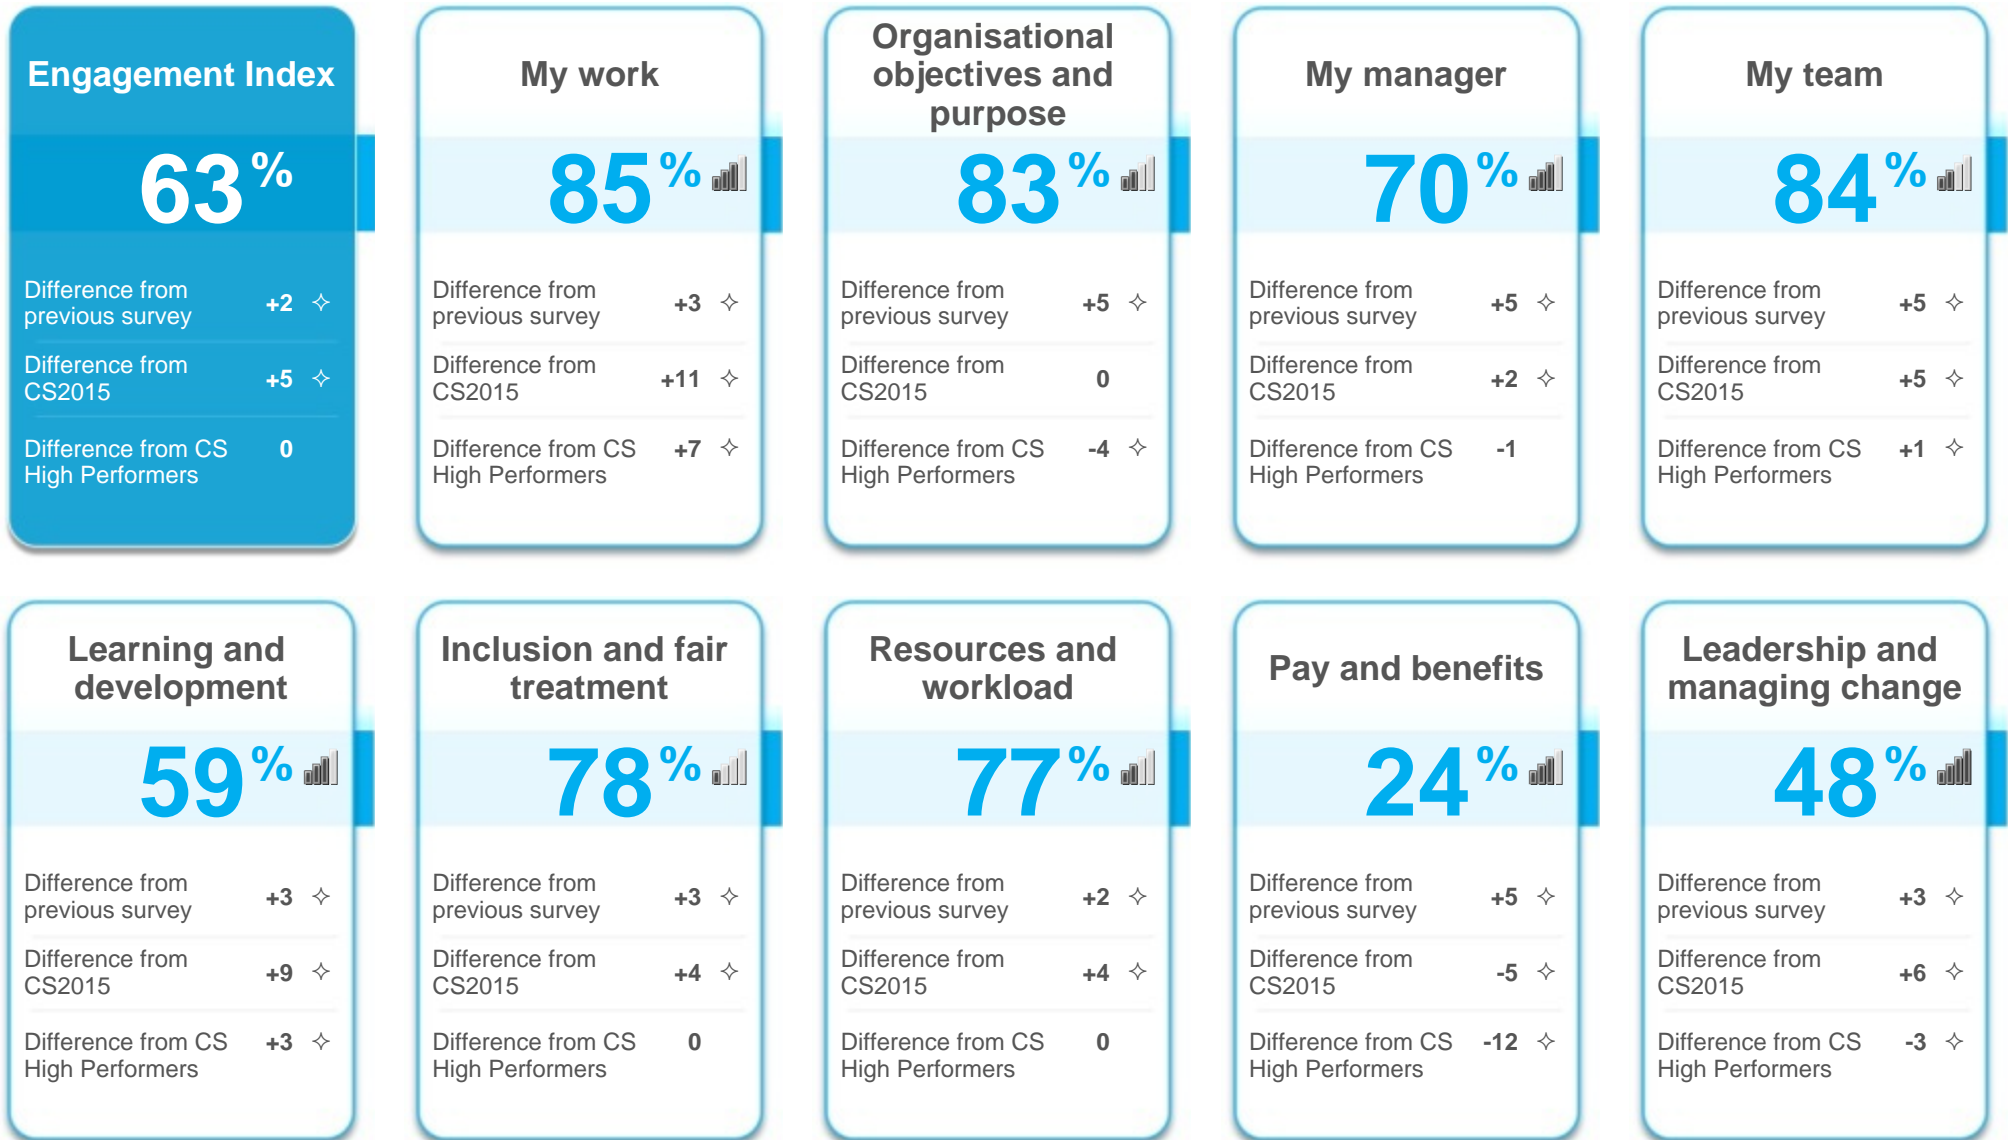 Engagement Index
63%
Difference from
previous survey
+2 ✧
Difference from
CS2015
+5 ✧
Difference from CS
High Performers
0
My work
85%
Difference from
previous survey
+3 ✧
Difference from
CS2015
+11 ✧
Difference from CS
High Performers
+7 ✧
Organisational
objectives and
purpose
83%
Difference from
previous survey
+5 ✧
Difference from
CS2015
0
Difference from CS
High Performers
-4 ✧
My manager
70%
Difference from
previous survey
+5 ✧
Difference from
CS2015
+2 ✧
Difference from CS
High Performers
-1
My team
84%
Difference from
previous survey
+5 ✧
Difference from
CS2015
+5 ✧
Difference from CS
High Performers
+1 ✧
Learning and
development
59%
Difference from
previous survey
+3 ✧
Difference from
CS2015
+9 ✧
Difference from CS
High Performers
+3 ✧
Inclusion and fair
treatment
78%
Difference from
previous survey
+3 ✧
Difference from
CS2015
+4 ✧
Difference from CS
High Performers
0
Resources and
workload
77%
Difference from
previous survey
+2 ✧
Difference from
CS2015
+4 ✧
Difference from CS
High Performers
0
Pay and benefits
24%
Difference from
previous survey
+5 ✧
Difference from
CS2015
-5 ✧
Difference from CS
High Performers
-12 ✧
Leadership and
managing change
48%
Difference from
previous survey
+3 ✧
Difference from
CS2015
+6 ✧
Difference from CS
High Performers
-3 ✧